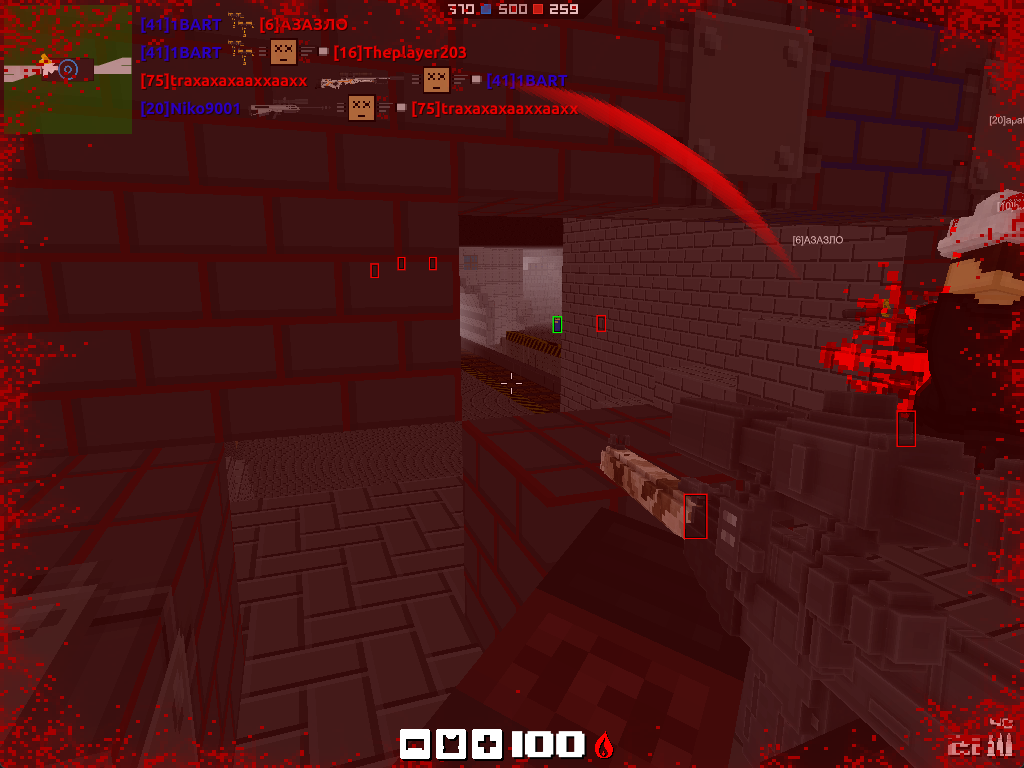 319 500 259
[41]1BART [6]АЗАЗЛО
[41]1BART [16]Theplayer203
[75]traxaxaxaaxxaaxx [41]1BART
[20]Niko9001 [75]traxaxaxaaxxaaxx
[6]АЗАЗЛО
100